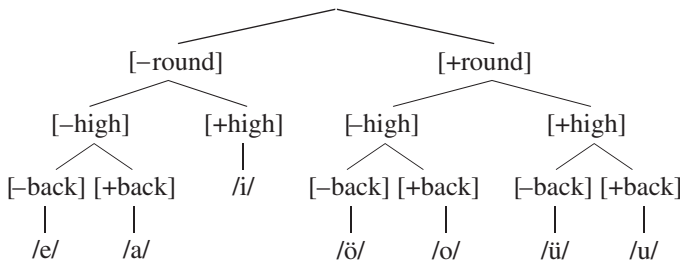 [–round] [+round]
[–high] [+high] [–high] [+high]
[–back] [+back] /i/ [–back] [+back] [–back] [+back]
/e/ /a/ /ö/ /o/ /ü/ /u/